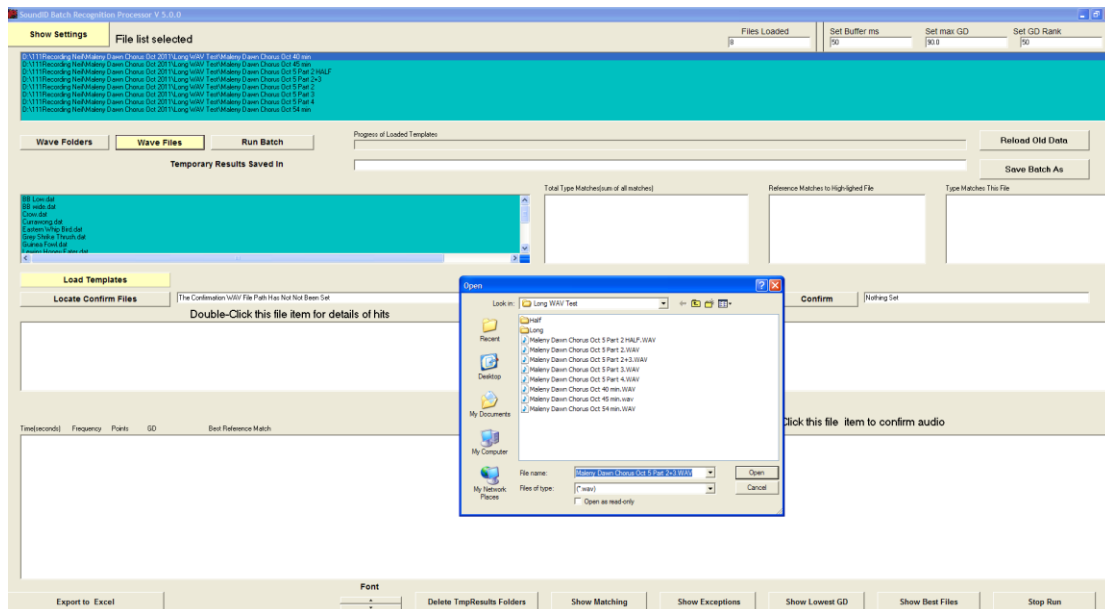 SoundID Batch Recognition Processor V 5.0.0
Show Settings
File list selected
Files Loaded
8
Set Buffer ms
50
Set max GD
90.0
Set GD Rank
50
D:\111Recording Neil\Maleny Dawn Chorus Oct 2011\Long WAV Test\Maleny Dawn Chorus Oct 40 min
D:\111Recording Neil\Maleny Dawn Chorus Oct 2011\Long WAV Test\Maleny Dawn Chorus Oct 45 min
D:\111Recording Neil\Maleny Dawn Chorus Oct 2011\Long WAV Test\Maleny Dawn Chorus Oct 5 Part 2 HALF
D:\111Recording Neil\Maleny Dawn Chorus Oct 2011\Long WAV Test\Maleny Dawn Chorus Oct 5 Part 2+3
D:\111Recording Neil\Maleny Dawn Chorus Oct 2011\Long WAV Test\Maleny Dawn Chorus Oct 5 Part 2
D:\111Recording Neil\Maleny Dawn Chorus Oct 2011\Long WAV Test\Maleny Dawn Chorus Oct 5 Part 3
D:\111Recording Neil\Maleny Dawn Chorus Oct 2011\Long WAV Test\Maleny Dawn Chorus Oct 5 Part 4
D:\111Recording Neil\Maleny Dawn Chorus Oct 2011\Long WAV Test\Maleny Dawn Chorus Oct 54 min
Wave Folders
Wave Files
Run Batch
Progress of Loaded Templates
Reload Old Data
Temporary Results Saved In
Save Batch As
Total Type Matches(sum of all matches)
Reference Matches to High-lighed File
Type Matches This File
BB Low.dat
BB wide.dat
Crow.dat
Currawong.dat
Eastern Whip Bird.dat
Grey Shrike Thrush.dat
Guinea Fowl.dat
Load Templates
Locate Confirm Files
The Confirmation WAV File Path Has Not Not Been Set
Confirm
Nothing Set
Double-Click this file item for details of hits
Open
Look in:
Long WAV Test
Half
Long
Maleny Dawn Chorus Oct 5 Part 2 HALF.WAV
Maleny Dawn Chorus Oct 5 Part 2.WAV
Maleny Dawn Chorus Oct 5 Part 2+3.WAV
Maleny Dawn Chorus Oct 5 Part 3.WAV
Maleny Dawn Chorus Oct 5 Part 4.WAV
Maleny Dawn Chorus Oct 40 min.WAV
Maleny Dawn Chorus Oct 45 min.wav
Maleny Dawn Chorus Oct 54 min.WAV
Recent
Desktop
My Documents
My Computer
My Network Places
File name:
Maleny Dawn Chorus Oct 5 Part 2+3.WAV
Open
Files of type:
(*.wav)
Cancel
Open as read-only
Click this file item to confirm audio
Time(seconds)
Frequency
Points
GD
Best Reference Match
Font
Export to Excel
Delete TmpResults Folders
Show Matching
Show Exceptions
Show Lowest GD
Show Best Files
Stop Run